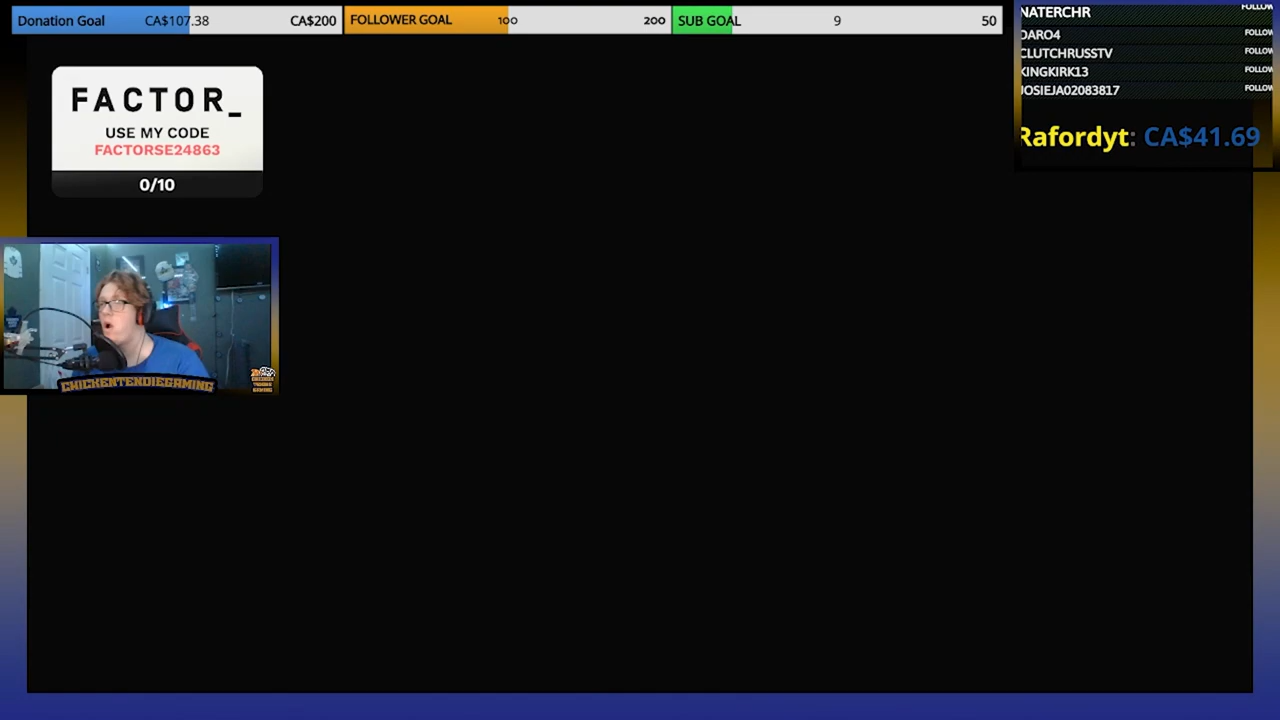 Donation Goal CA$107.38 CA$200
FOLLOWER GOAL 100 200
SUB GOAL 9 50
NATERCHR FOLLOW
DARO4 FOLLOW
CLUTCHRUSSTV FOLLOW
KINGKIRK13 FOLLOW
JOSIEJA02083817 FOLLOW
Rafordyt: CA$41.69
FACTOR_
USE MY CODE
FACTORSE24863
0/10
CHICKENTENDIEGAMING